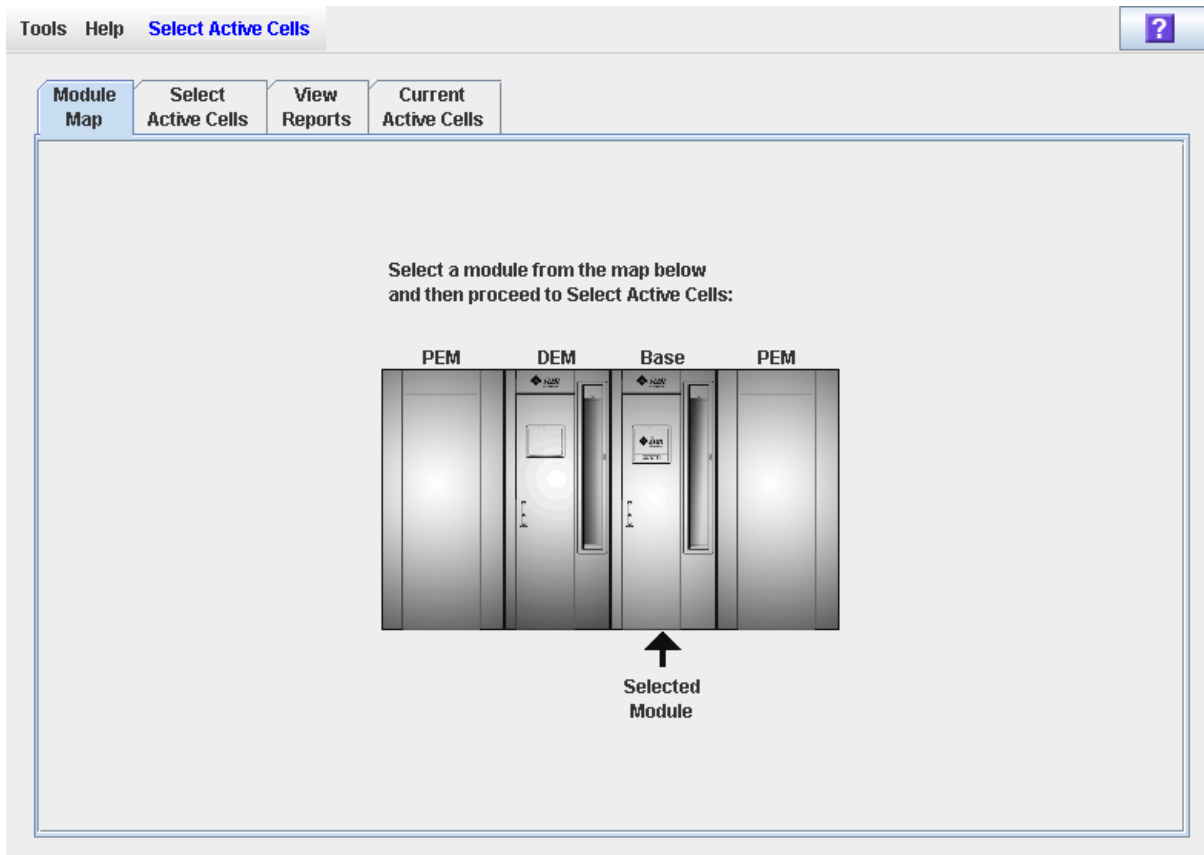 Tools Help Select Active Cells
?
Module Select View Current
Map Active Cells Reports Active Cells
Select a module from the map below
and then proceed to Select Active Cells:
PEM DEM Base PEM
Selected
Module